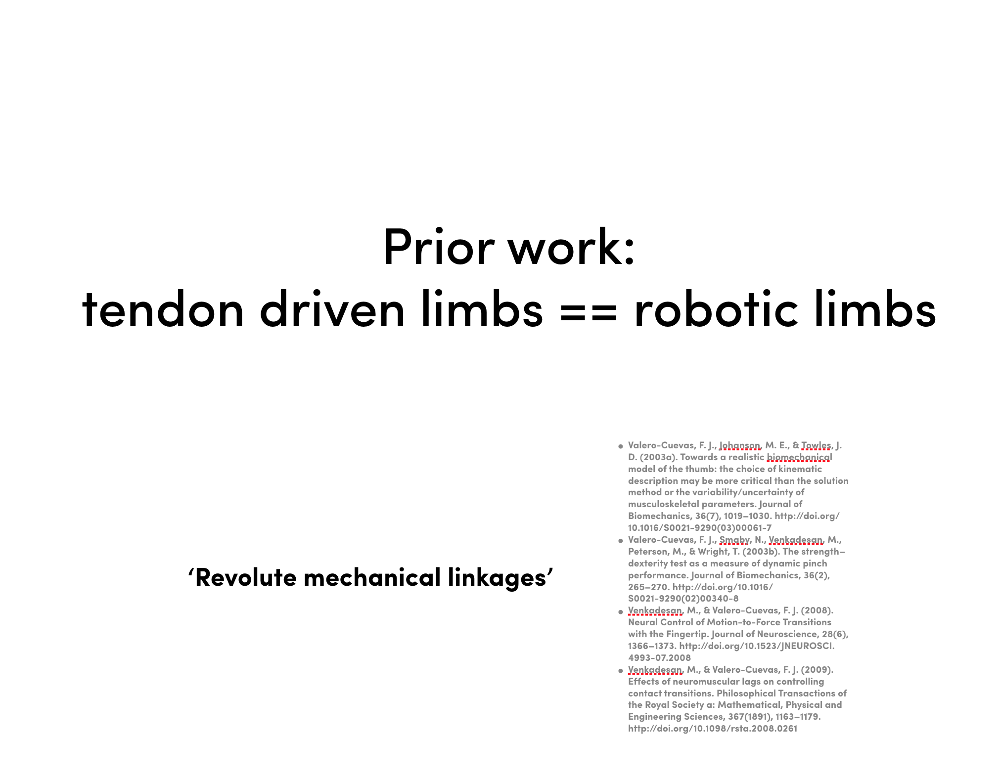 Prior work:
tendon driven limbs == robotic limbs
‘Revolute mechanical linkages’
• Valero-Cuevas, F. J., Johanson, M. E., & Towles, J.
D. (2003a). Towards a realistic biomechanical
model of the thumb: the choice of kinematic
description may be more critical than the solution
method or the variability/uncertainty of
musculoskeletal parameters. Journal of
Biomechanics, 36(7), 1019–1030. http://doi.org/
10.1016/S0021-9290(03)00061-7
• Valero-Cuevas, F. J., Smaby, N., Venkadesan, M.,
Peterson, M., & Wright, T. (2003b). The strength–
dexterity test as a measure of dynamic pinch
performance. Journal of Biomechanics, 36(2),
265–270. http://doi.org/10.1016/
S0021-9290(02)00340-8
• Venkadesan, M., & Valero-Cuevas, F. J. (2008).
Neural Control of Motion-to-Force Transitions
with the Fingertip. Journal of Neuroscience, 28(6),
1366–1373. http://doi.org/10.1523/JNEUROSCI.
4993-07.2008
• Venkadesan, M., & Valero-Cuevas, F. J. (2009).
Effects of neuromuscular lags on controlling
contact transitions. Philosophical Transactions of
the Royal Society a: Mathematical, Physical and
Engineering Sciences, 367(1891), 1163–1179.
http://doi.org/10.1098/rsta.2008.0261